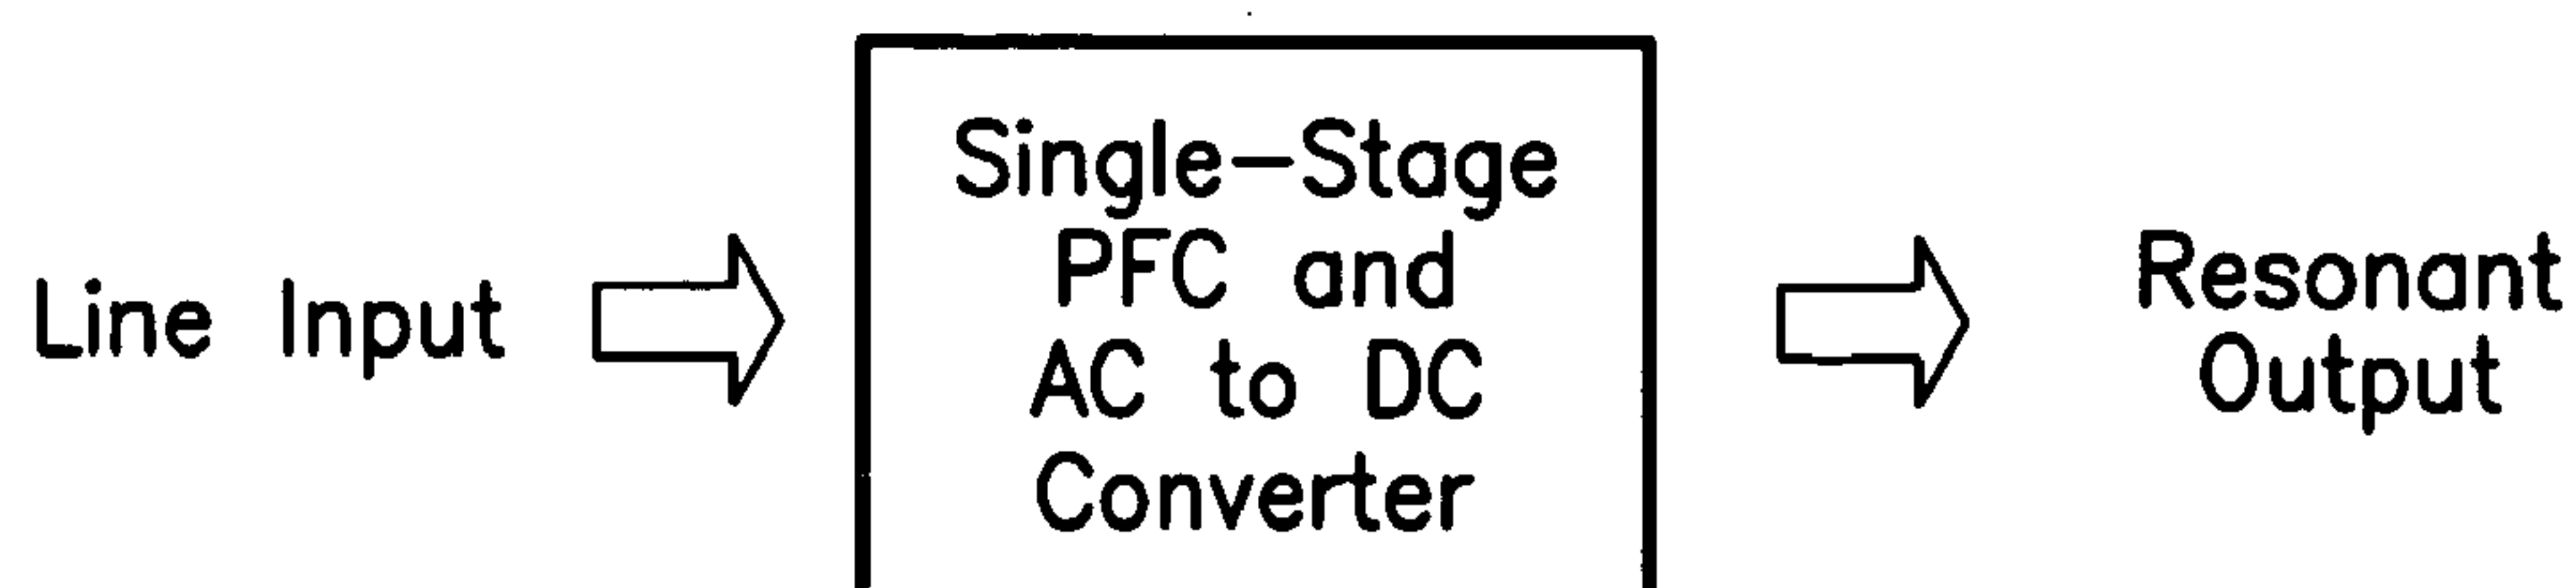 Line Input
Single-Stage
PFC and
AC to DC
Converter
Resonant
Output